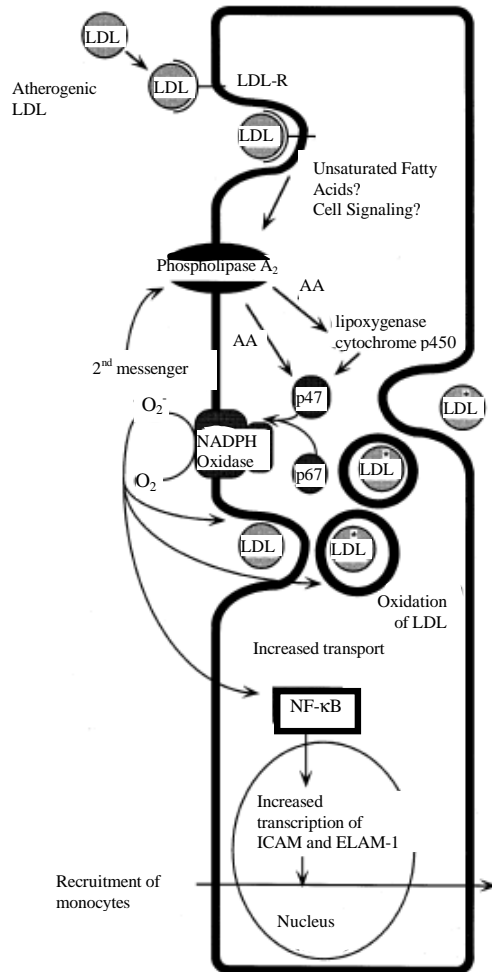 LDL
LDL
LDL-R
Atherogenic
LDL
LDL
Unsaturated Fatty
Acids?
Cell Signaling?
Phospholipase A₂
AA
lipoxygenase
cytochrome p450
AA
2ⁿᵈ messenger
p47
O₂⁻
LDL*
NADPH
Oxidase
LDL*
p67
O₂
LDL
LDL*
Oxidation
of LDL
Increased transport
NF-κB
Increased
transcription of
ICAM and ELAM-1
Recruitment of
monocytes
Nucleus